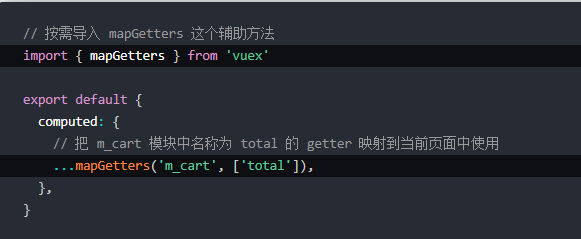 // 按需导入 mapGetters 这个辅助方法
import { mapGetters } from 'vuex'
export default {
computed: {
// 把 m_cart 模块中名称为 total 的 getter 映射到当前页面中使用
...mapGetters('m_cart', ['total']),
},
}